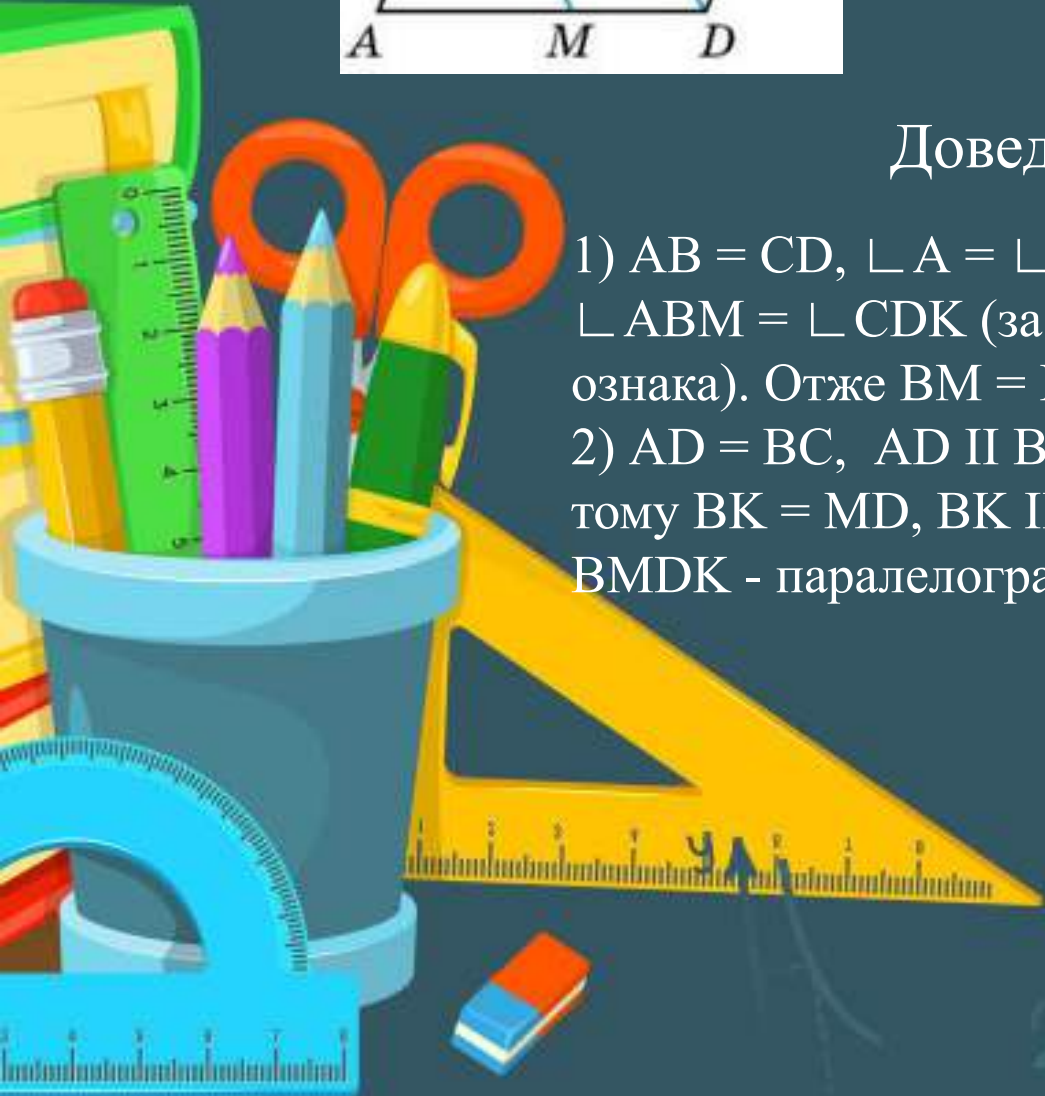 A M D
Довед
1) AB = CD, ∟A = ∟
∟ABM = ∟CDK (за
ознака). Отже BM =
2) AD = BC, AD II B
тому BK = MD, BK I
BMDK - паралелогра